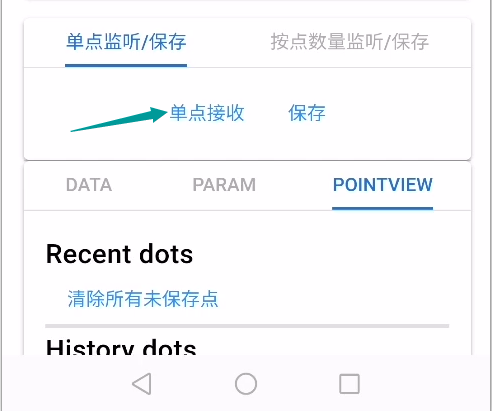 单点监听/保存 按点数量监听/保存
单点接收 保存
DATA PARAM POINTVIEW
Recent dots
清除所有未保存点
History dots